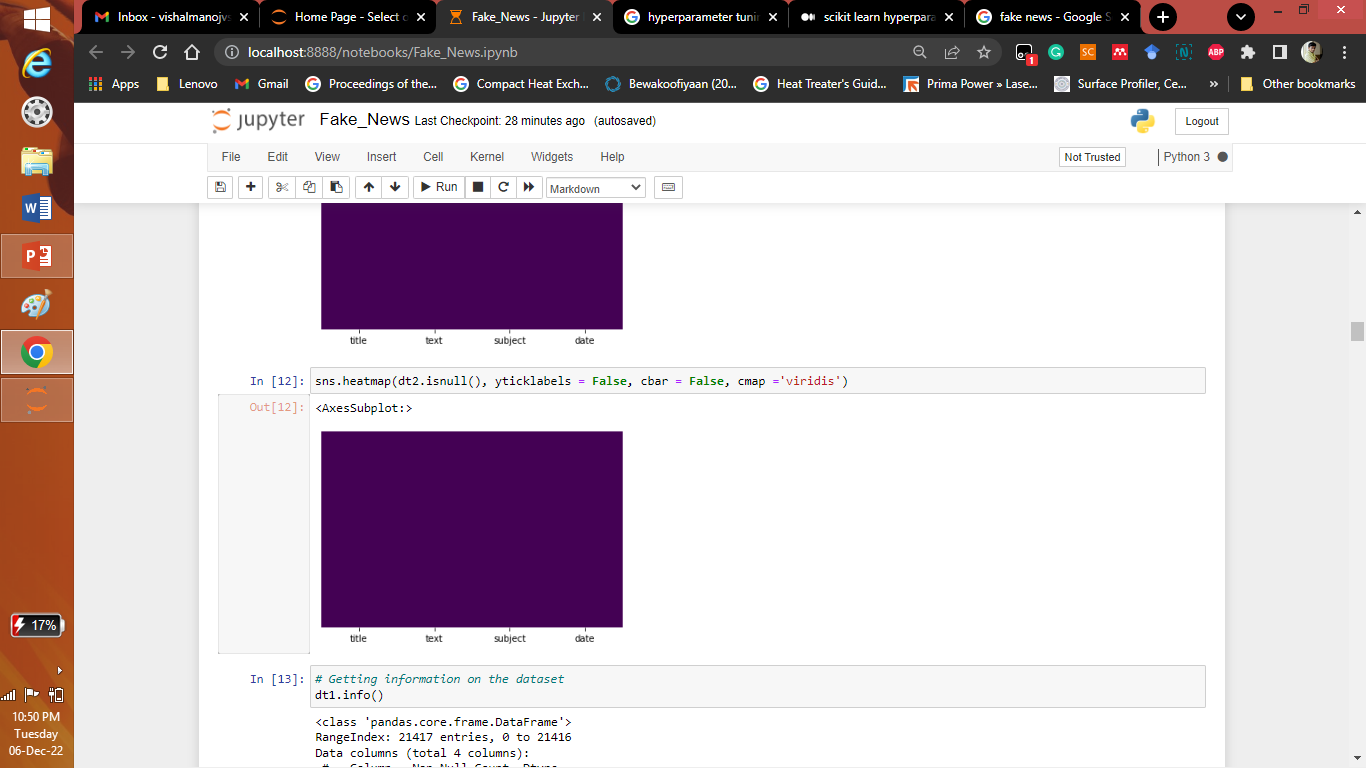 Inbox - vishalmanojvs
Home Page - Select o
Fake_News - Jupyter
hyperparameter tunin
scikit learn hyperpara
fake news - Google S
localhost:8888/notebooks/Fake_News.ipynb
SC
ABP
1
Apps
Lenovo
Gmail
Proceedings of the...
Compact Heat Exch...
Bewakoofiyaan (20...
Heat Treater's Guid...
Prima Power » Lase...
Surface Profiler, Ce...
»
Other bookmarks
jupyter
Fake_News Last Checkpoint: 28 minutes ago (autosaved)
Logout
File
Edit
View
Insert
Cell
Kernel
Widgets
Help
Not Trusted
Python 3
Run
Markdown
title
text
subject
date
In [12]:
sns.heatmap(dt2.isnull(), yticklabels = False, cbar = False, cmap ='viridis')
Out[12]:
<AxesSubplot:>
title
text
subject
date
In [13]:
# Getting information on the dataset
dt1.info()
<class 'pandas.core.frame.DataFrame'>
RangeIndex: 21417 entries, 0 to 21416
Data columns (total 4 columns):
17%
10:50 PM
Tuesday
06-Dec-22